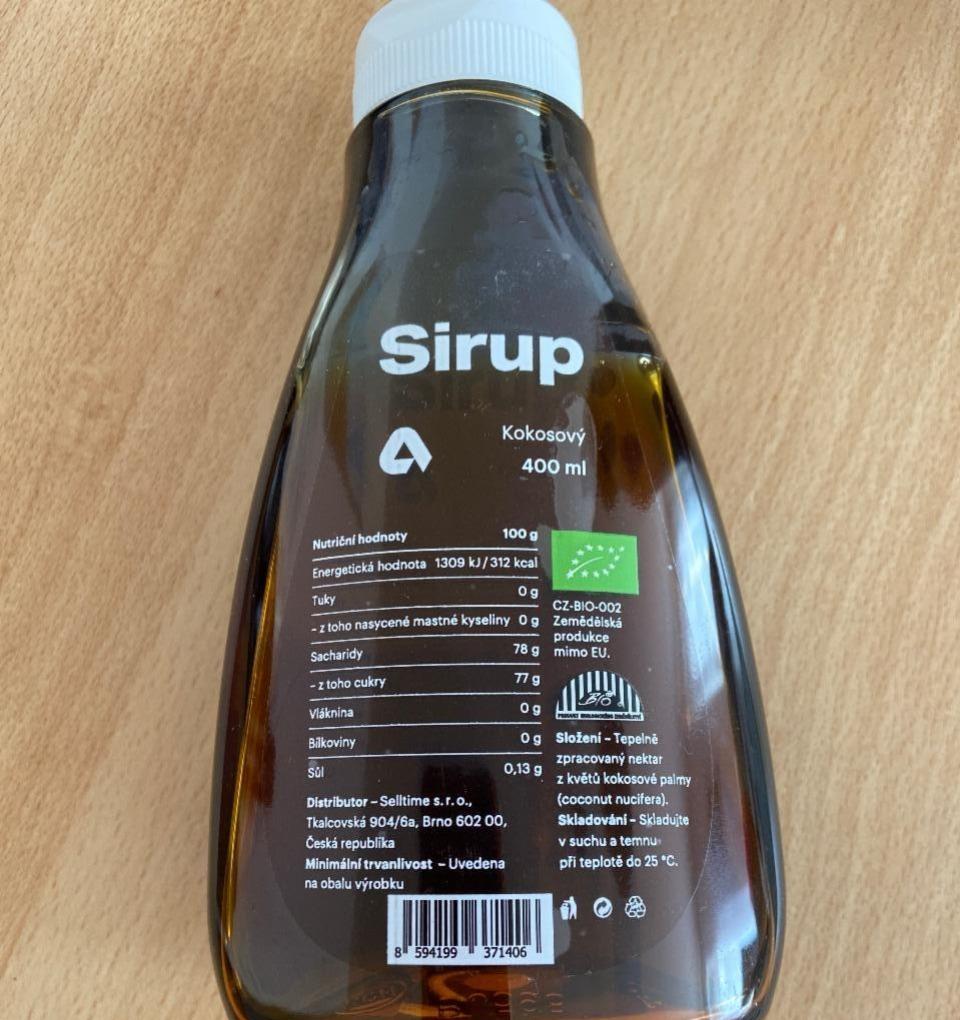 Sirup
Kokosový
400 ml
Nutriční hodnoty 100 g
Energetická hodnota 1309 kJ / 312 kcal
Tuky 0 g
- z toho nasycené mastné kyseliny 0 g
Sacharidy 78 g
- z toho cukry 77 g
Vláknina 0 g
Bílkoviny 0 g
Sůl 0,13 g
Distributor – Selltime s. r. o.,
Tkalcovská 904/6a, Brno 602 00,
Česká republika
Minimální trvanlivost – Uvedena
na obalu výrobku
CZ-BIO-002
Zemědělská
produkce
mimo EU.
BIO
Složení – Tepelně
zpracovaný nektar
z květů kokosové palmy
(coconut nucifera).
Skladování – Skladujte
v suchu a temnu
při teplotě do 25 °C.
8 594199 371406